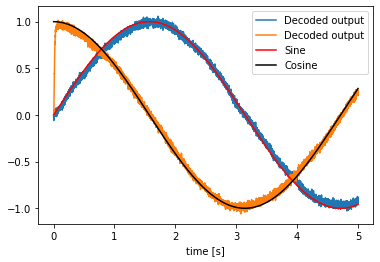 Decoded output
Decoded output
Sine
Cosine
1.0
0.5
0.0
−0.5
−1.0
0 1 2 3 4 5
time [s]